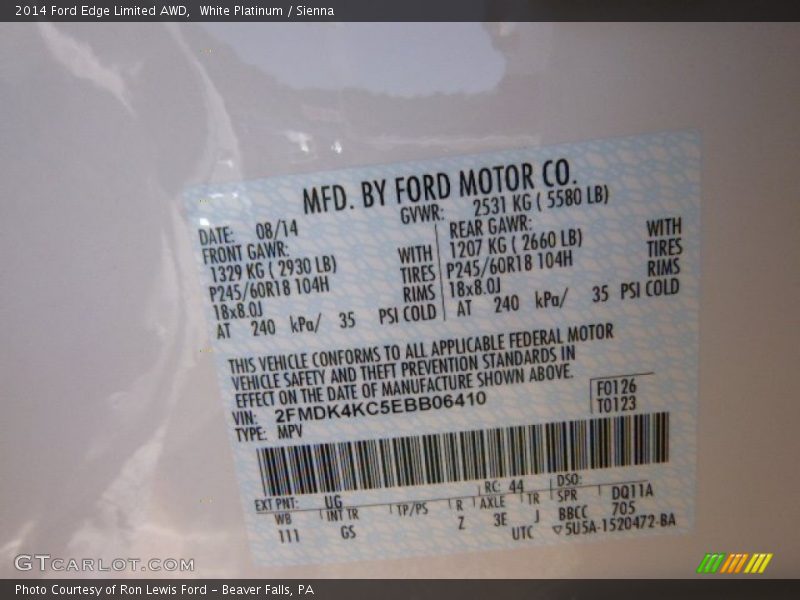 2014 Ford Edge Limited AWD,  White Platinum / Sienna
MFD. BY FORD MOTOR CO.
DATE: 08/14 GVWR: 2531 KG ( 5580 LB)
FRONT GAWR: REAR GAWR:
1329 KG ( 2930 LB) WITH 1207 KG ( 2660 LB) WITH
P245/60R18 104H TIRES P245/60R18 104H TIRES
18x8.0J RIMS 18x8.0J RIMS
AT 240 kPa/ 35 PSI COLD AT 240 kPa/ 35 PSI COLD
THIS VEHICLE CONFORMS TO ALL APPLICABLE FEDERAL MOTOR
VEHICLE SAFETY AND THEFT PREVENTION STANDARDS IN
EFFECT ON THE DATE OF MANUFACTURE SHOWN ABOVE.
VIN: 2FMDK4KC5EBB06410 F0126
TYPE: MPV T0123
EXT PNT: UG RC: 44 DSO:
WB INT TR TP/PS R AXLE TR SPR DQ11A
111 GS Z 3E J BBCC 705
UTC ▽5U5A-1520472-BA
GTCARLOT.COM
Photo Courtesy of Ron Lewis Ford – Beaver Falls, PA